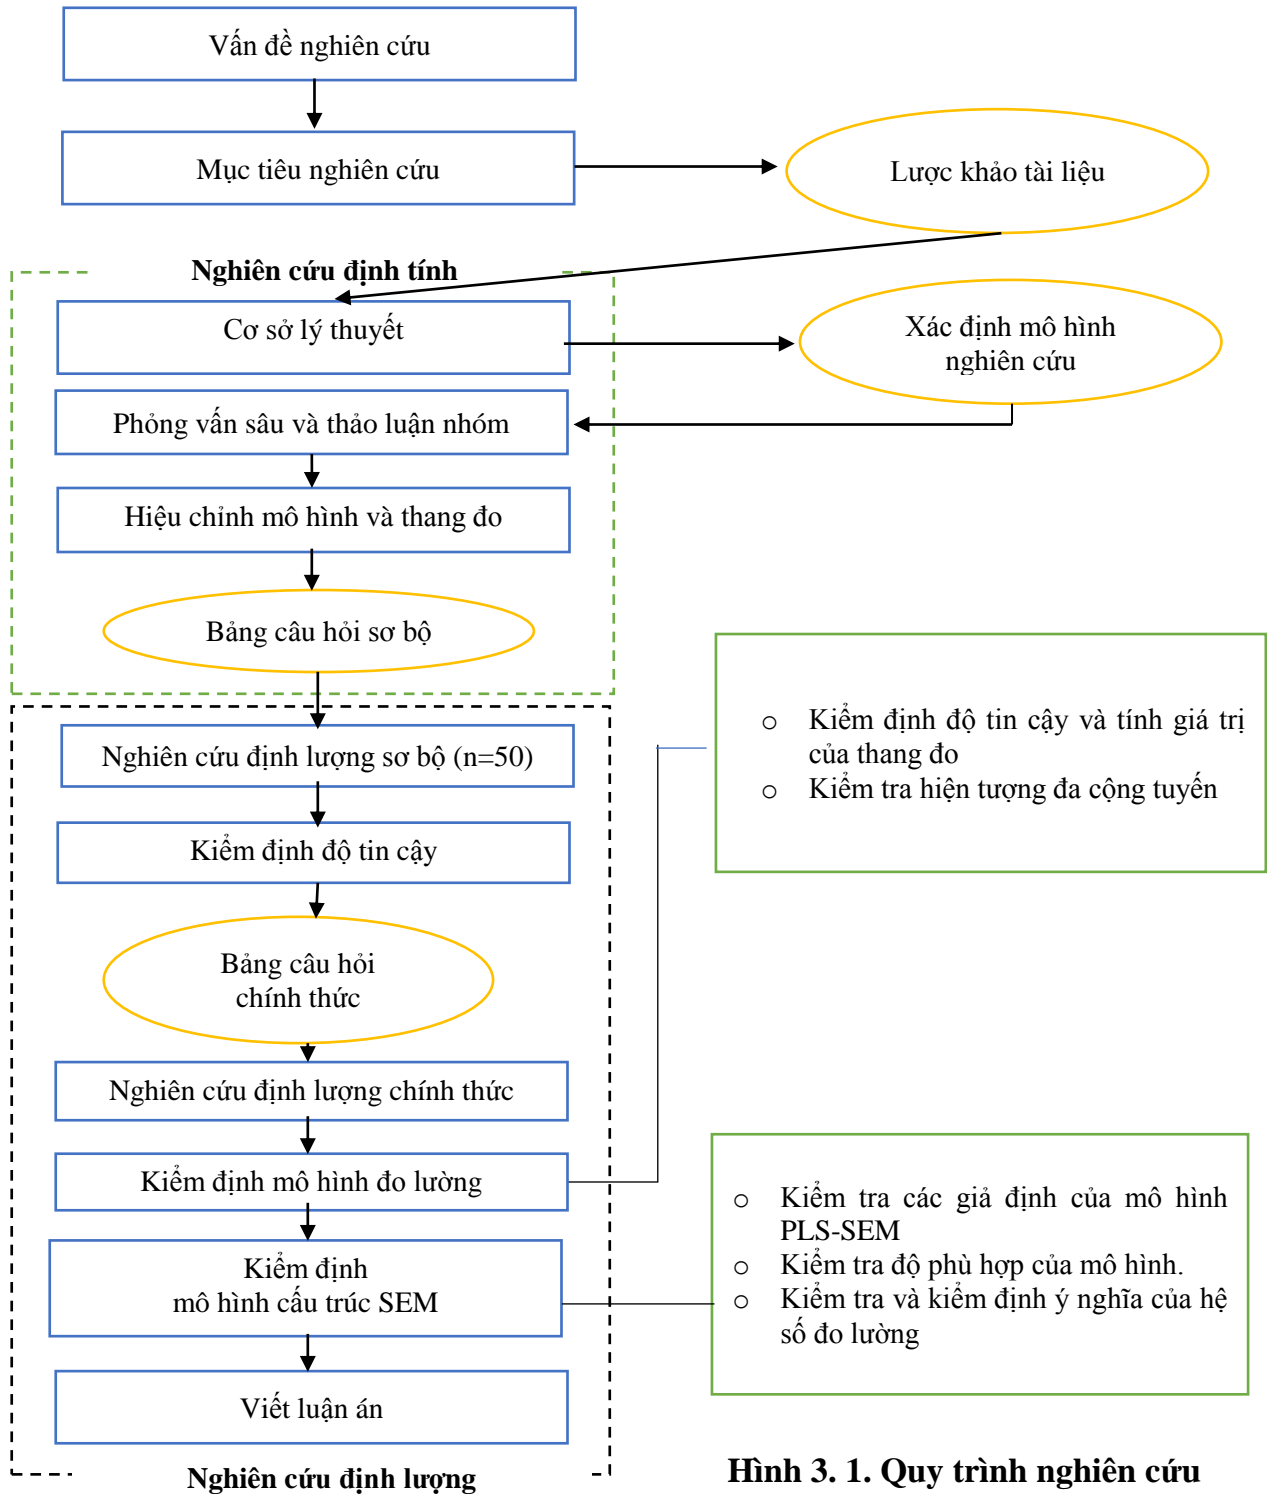 Vấn đề nghiên cứu
Mục tiêu nghiên cứu
Lược khảo tài liệu
Nghiên cứu định tính
Cơ sở lý thuyết
Xác định mô hình
nghiên cứu
Phỏng vấn sâu và thảo luận nhóm
Hiệu chỉnh mô hình và thang đo
Bảng câu hỏi sơ bộ
Nghiên cứu định lượng sơ bộ (n=50)
o Kiểm định độ tin cậy và tính giá trị
của thang đo
o Kiểm tra hiện tượng đa cộng tuyến
Kiểm định độ tin cậy
Bảng câu hỏi
chính thức
Nghiên cứu định lượng chính thức
Kiểm định mô hình đo lường
o Kiểm tra các giả định của mô hình
PLS-SEM
o Kiểm tra độ phù hợp của mô hình.
o Kiểm tra và kiểm định ý nghĩa của hệ
số đo lường
Kiểm định
mô hình cấu trúc SEM
Viết luận án
Nghiên cứu định lượng
Hình 3. 1. Quy trình nghiên cứu